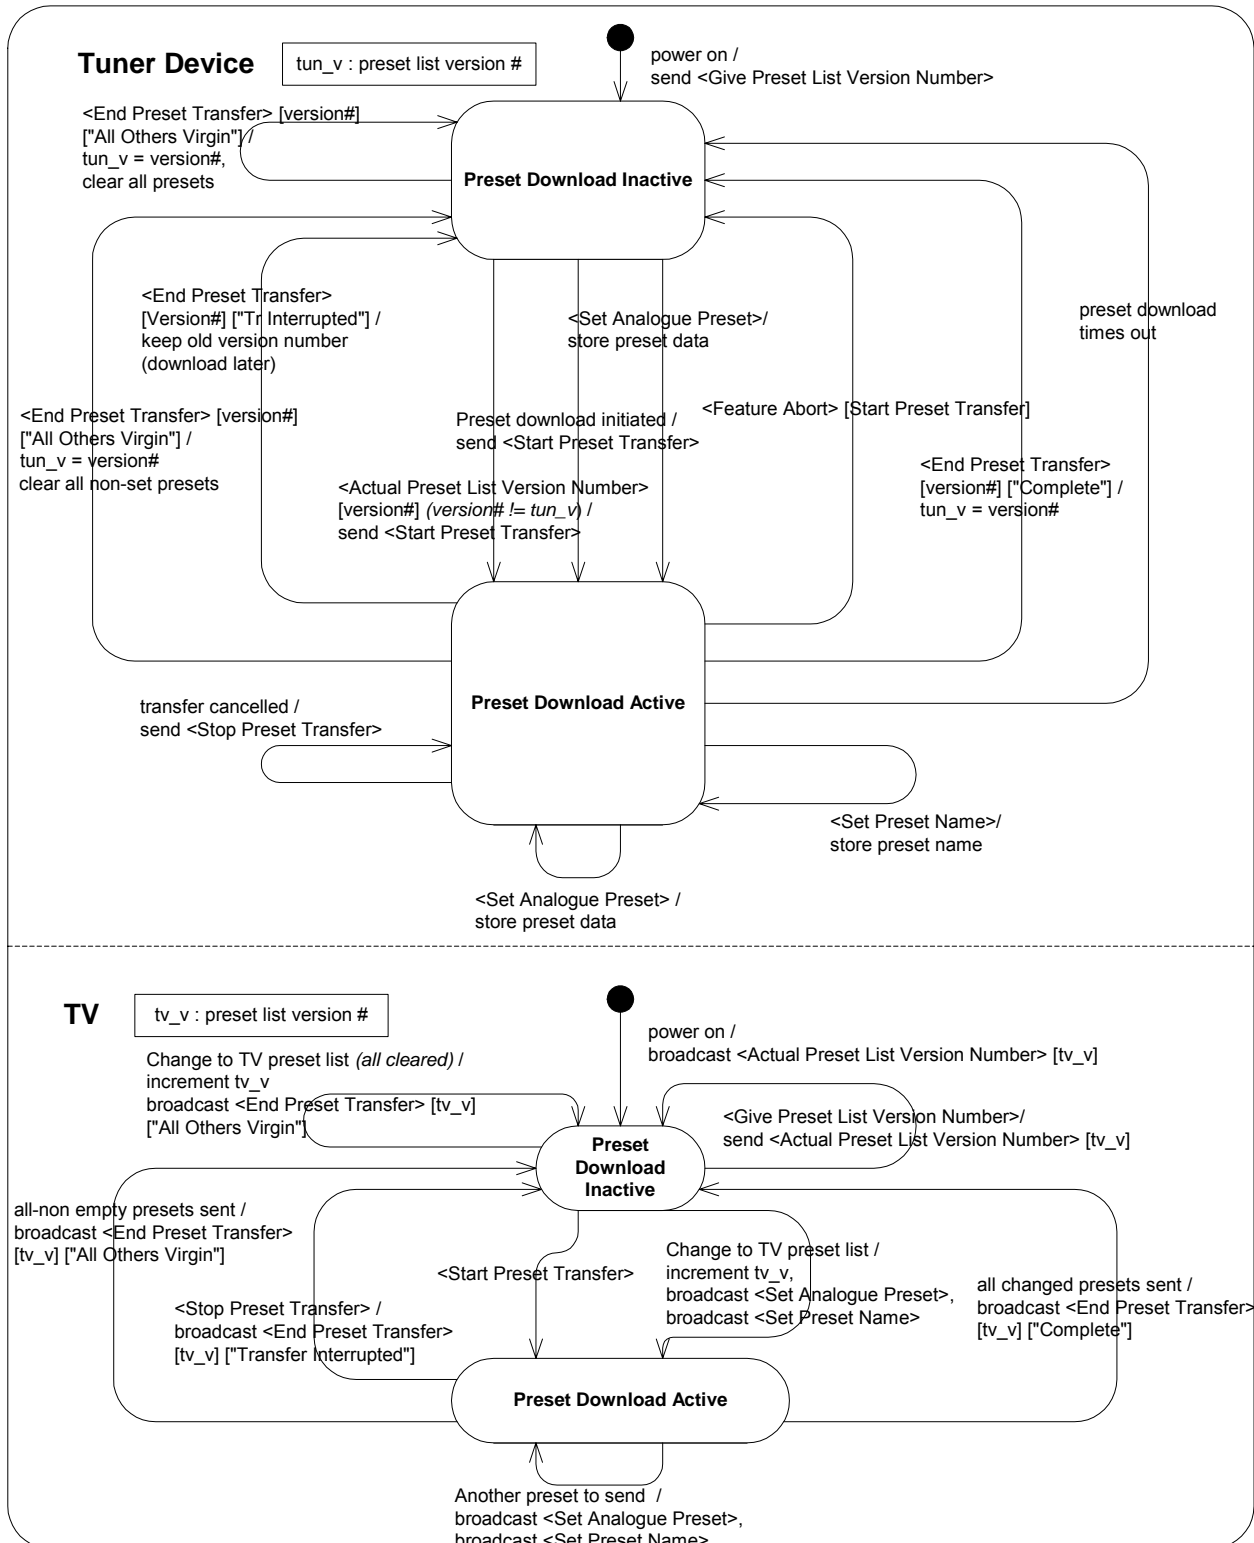 Tuner Device
tun_v : preset list version #
power on /
send <Give Preset List Version Number>
<End Preset Transfer> [version#]
["All Others Virgin"] /
tun_v = version#,
clear all presets
Preset Download Inactive
<End Preset Transfer>
[Version#] ["Tr Interrupted"] /
keep old version number
(download later)
<Set Analogue Preset>/
store preset data
preset download
times out
<End Preset Transfer> [version#]
["All Others Virgin"] /
tun_v = version#
clear all non-set presets
Preset download initiated /
send <Start Preset Transfer>
<Feature Abort> [Start Preset Transfer]
<End Preset Transfer>
[version#] ["Complete"] /
tun_v = version#
<Actual Preset List Version Number>
[version#] (version# != tun_v) /
send <Start Preset Transfer>
Preset Download Active
transfer cancelled /
send <Stop Preset Transfer>
<Set Preset Name>/
store preset name
<Set Analogue Preset> /
store preset data
TV
tv_v : preset list version #
power on /
broadcast <Actual Preset List Version Number> [tv_v]
Change to TV preset list (all cleared) /
increment tv_v
broadcast <End Preset Transfer> [tv_v]
["All Others Virgin"]
<Give Preset List Version Number>/
send <Actual Preset List Version Number> [tv_v]
Preset
Download
Inactive
all-non empty presets sent /
broadcast <End Preset Transfer>
[tv_v] ["All Others Virgin"]
<Start Preset Transfer>
Change to TV preset list /
increment tv_v,
broadcast <Set Analogue Preset>,
broadcast <Set Preset Name>
all changed presets sent /
broadcast <End Preset Transfer>
[tv_v] ["Complete"]
<Stop Preset Transfer> /
broadcast <End Preset Transfer>
[tv_v] ["Transfer Interrupted"]
Preset Download Active
Another preset to send /
broadcast <Set Analogue Preset>,
broadcast <Set Preset Name>